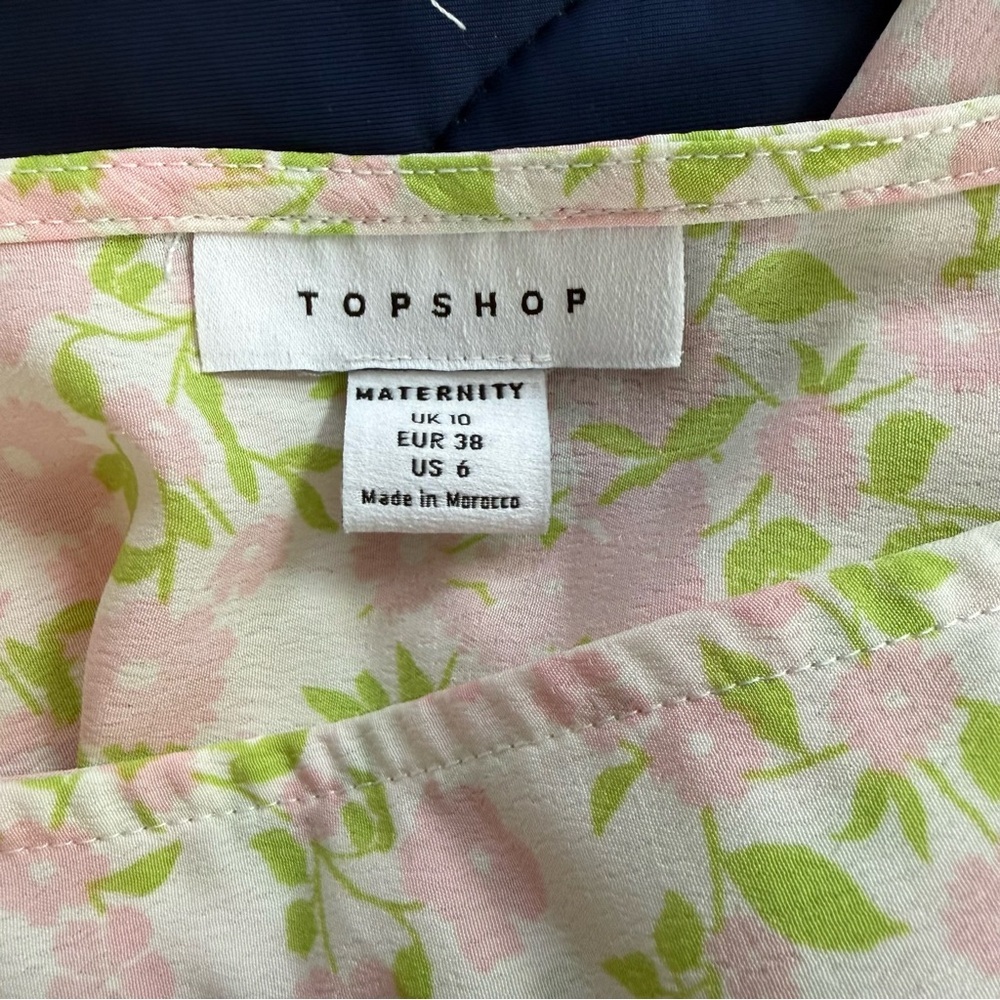 TOPSHOP
MATERNITY
UK 10
EUR 38
US 6
Made in Morocco